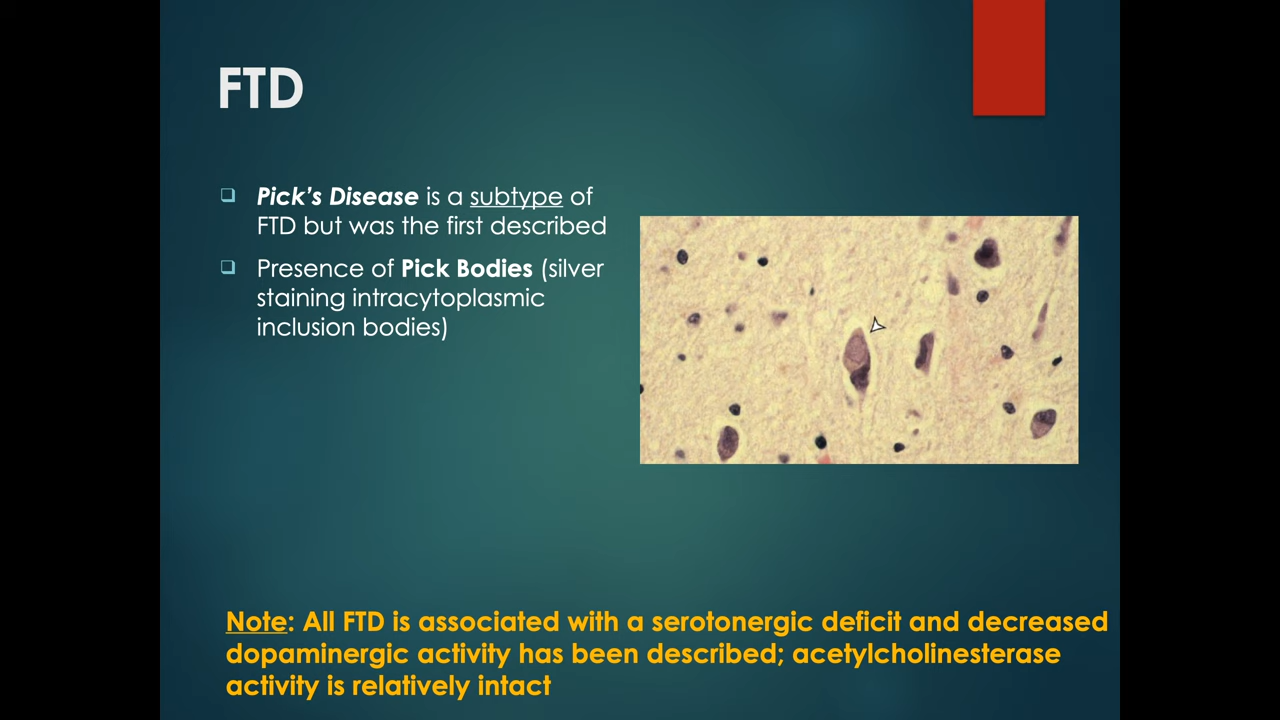 FTD
Pick's Disease is a subtype of
FTD but was the first described
Presence of Pick Bodies (silver
staining intracytoplasmic
inclusion bodies)
Note: All FTD is associated with a serotonergic deficit and decreased
dopaminergic activity has been described; acetylcholinesterase
activity is relatively intact